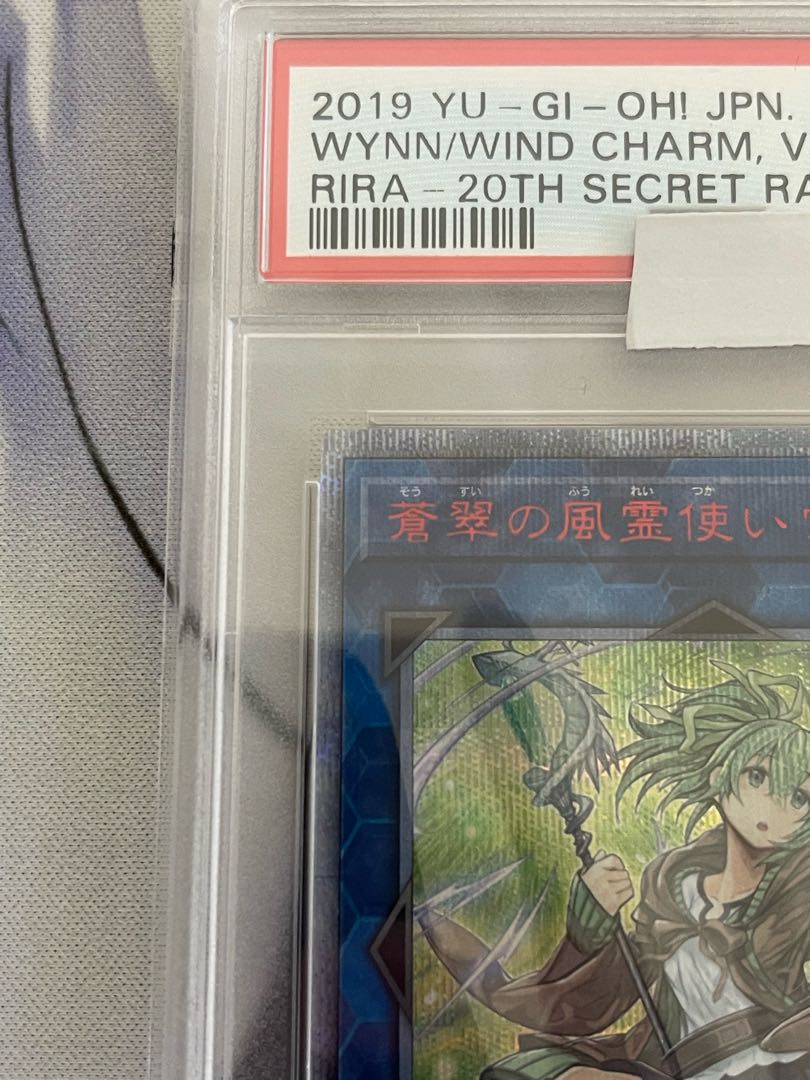 2019 YU-GI-OH! JPN.
WYNN/WIND CHARM, V
RIRA-20TH SECRET RA
そう すい ふう れい つか
蒼翠の風霊使い